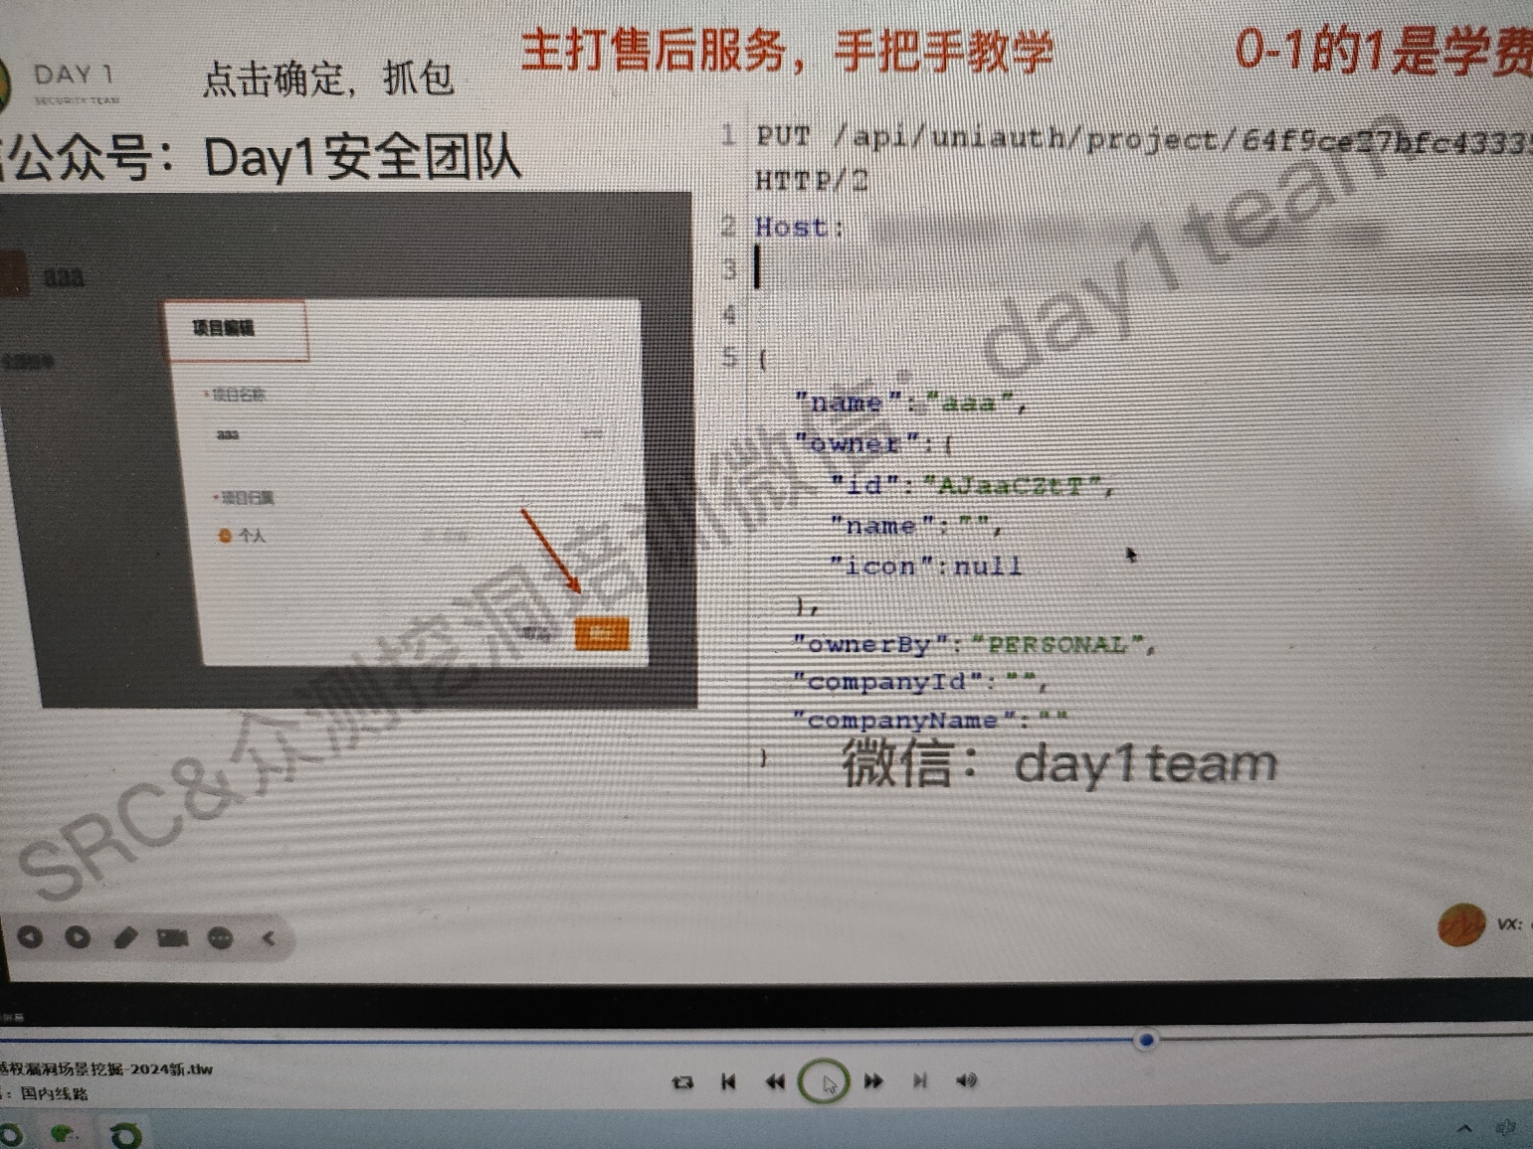 主打售后服务，手把手教学
0-1的1是学费
DAY 1
SECURITY TEAM
点击确定，抓包
公众号：Day1安全团队
aaa
项目编辑
*项目名称
aaa
*项目归属
个人
1 PUT /api/uniauth/project/64f9ce27bfc4333
HTTP/2
2 Host:
3
4
5 {
"name":"aaa",
"owner":{
"id":"AJaaCZtT",
"name":"",
"icon":null
},
"ownerBy":"PERSONAL",
"companyId":"",
"companyName":""
}
微信：day1team
SRC&众测挖洞培训微信：day1team
VX:
越权漏洞场景挖掘-2024新.tlw
：国内线路